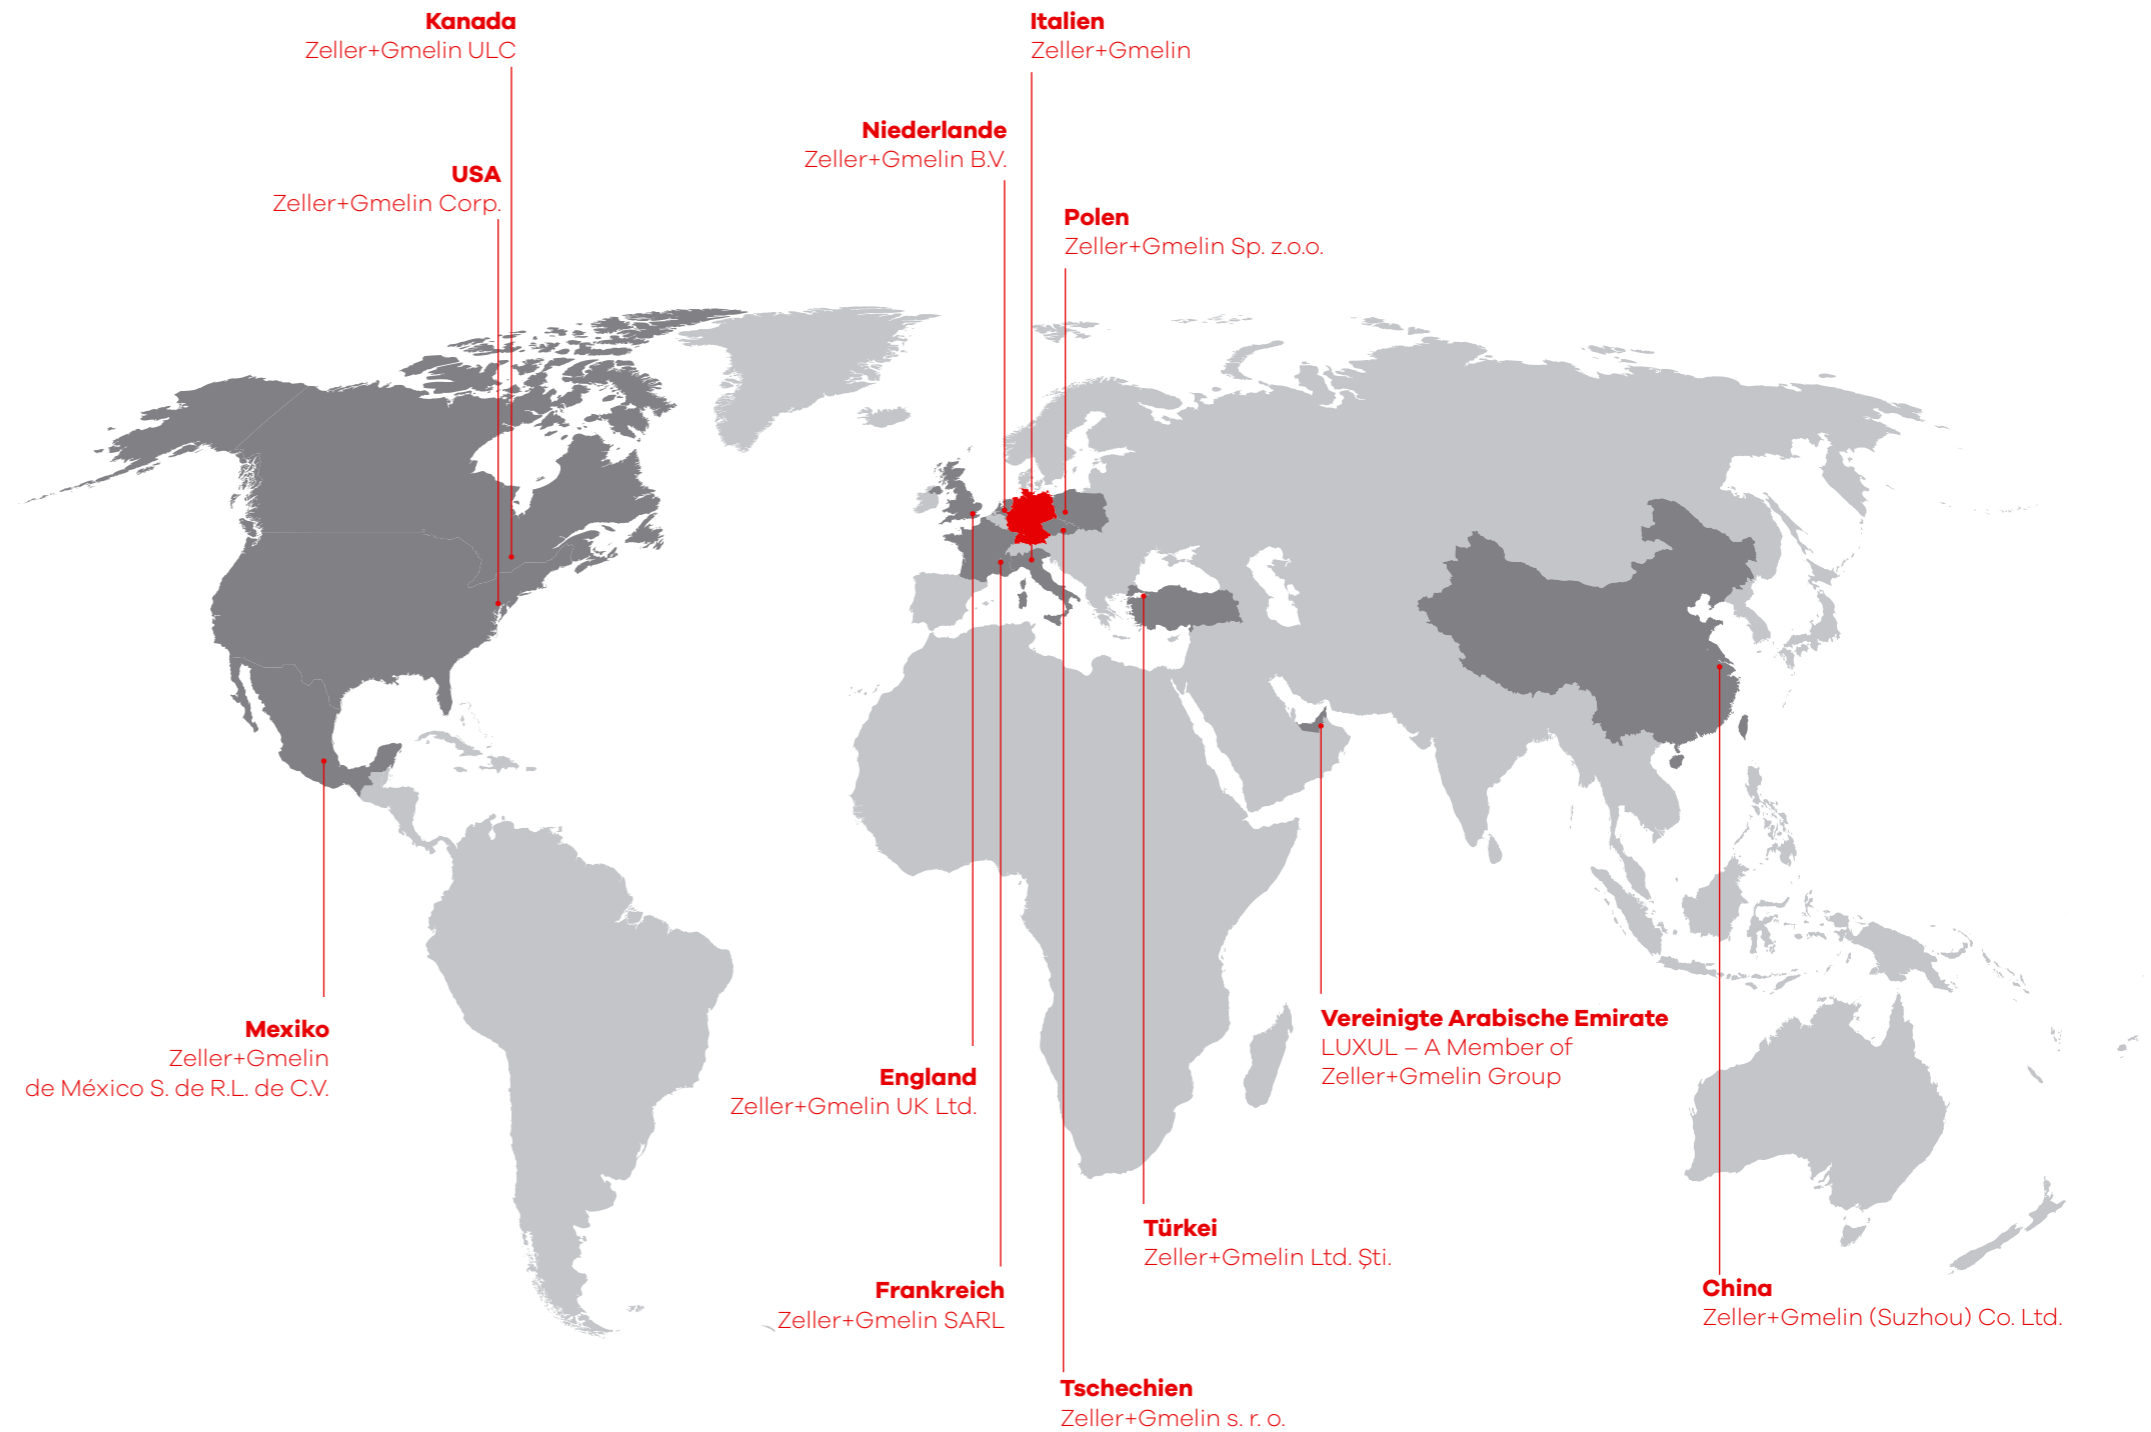 Kanada
Zeller+Gmelin ULC
Italien
Zeller+Gmelin
Niederlande
Zeller+Gmelin B.V.
USA
Zeller+Gmelin Corp.
Polen
Zeller+Gmelin Sp. z.o.o.
Mexiko
Zeller+Gmelin
de México S. de R.L. de C.V.
Vereinigte Arabische Emirate
LUXUL – A Member of
Zeller+Gmelin Group
England
Zeller+Gmelin UK Ltd.
Türkei
Zeller+Gmelin Ltd. Şti.
Frankreich
Zeller+Gmelin SARL
China
Zeller+Gmelin (Suzhou) Co. Ltd.
Tschechien
Zeller+Gmelin s. r. o.